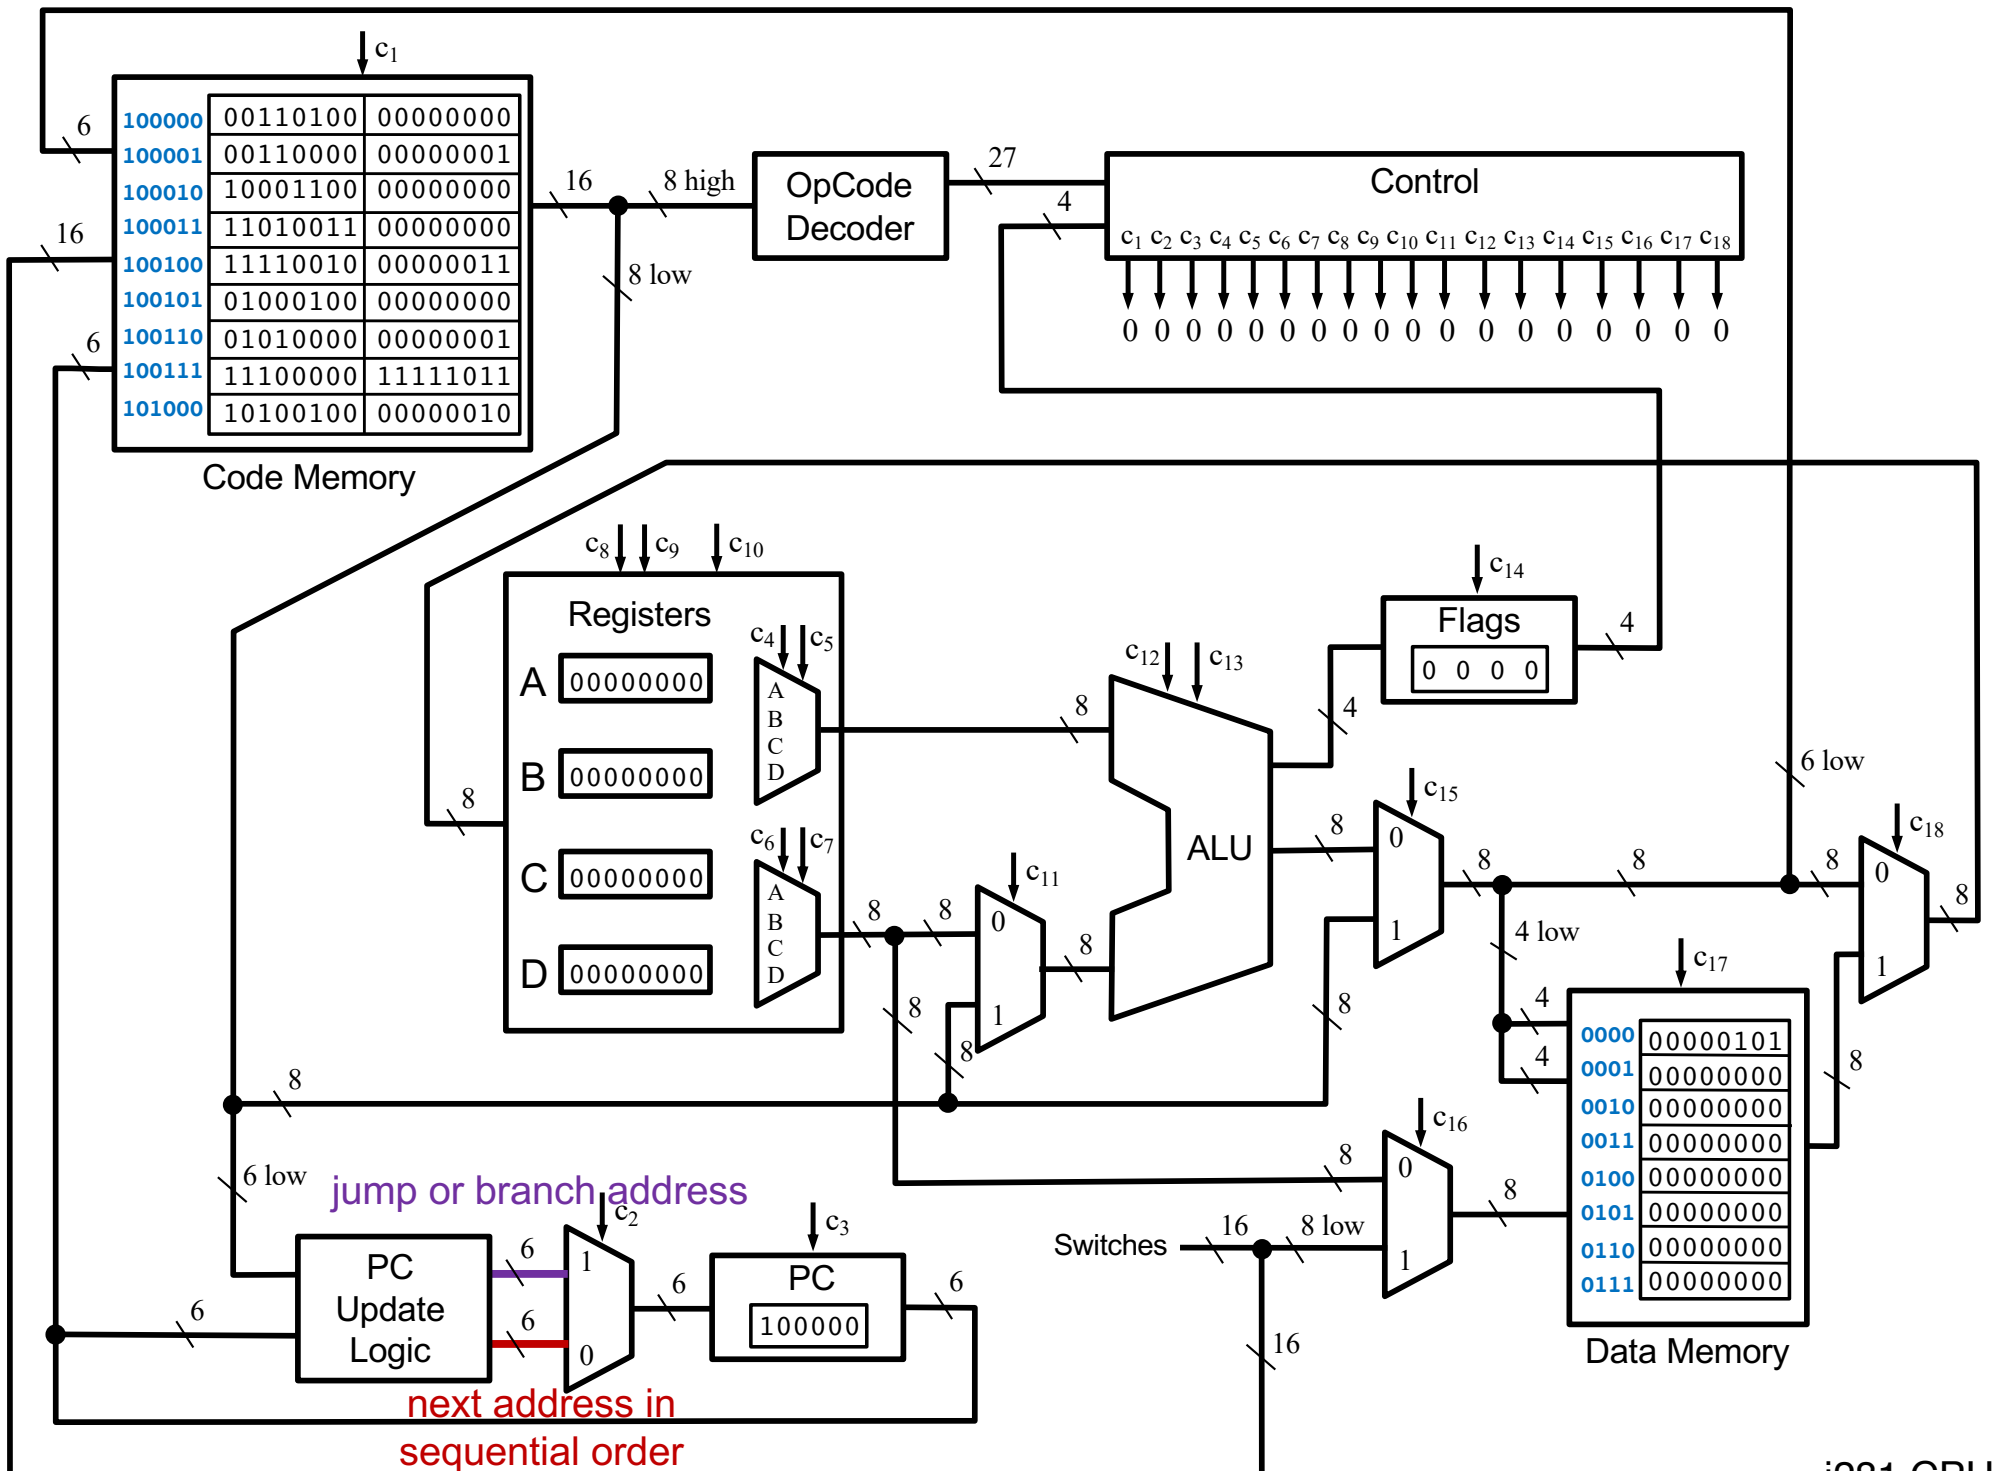 c1
100000 00110100 00000000
100001 00110000 00000001
100010 10001100 00000000
100011 11010011 00000000
100100 11110010 00000011
100101 01000100 00000000
100110 01010000 00000001
100111 11100000 11111011
101000 10100100 00000010
Code Memory
6
16
6
16
8 high
8 low
OpCode
Decoder
27
4
Control
c1 c2 c3 c4 c5 c6 c7 c8 c9 c10 c11 c12 c13 c14 c15 c16 c17 c18
0 0 0 0 0 0 0 0 0 0 0 0 0 0 0 0 0 0
c8 c9 c10
Registers
A 00000000
B 00000000
C 00000000
D 00000000
8
c4 c5
A
B
C
D
c6 c7
A
B
C
D
8
8
8
8
c11
0
1
8
8
c12 c13
ALU
4
c14
Flags
0 0 0 0
4
8
c15
0
1
8
8
8
6 low
8
c18
0
1
8
4 low
4
4
c17
0000 00000101
0001 00000000
0010 00000000
0011 00000000
0100 00000000
0101 00000000
0110 00000000
0111 00000000
Data Memory
8
8
c16
0
1
8
8
Switches
16
8 low
16
6 low
jump or branch address
PC
Update
Logic
6
6
6
c2
1
0
6
c3
PC
100000
6
next address in
sequential order